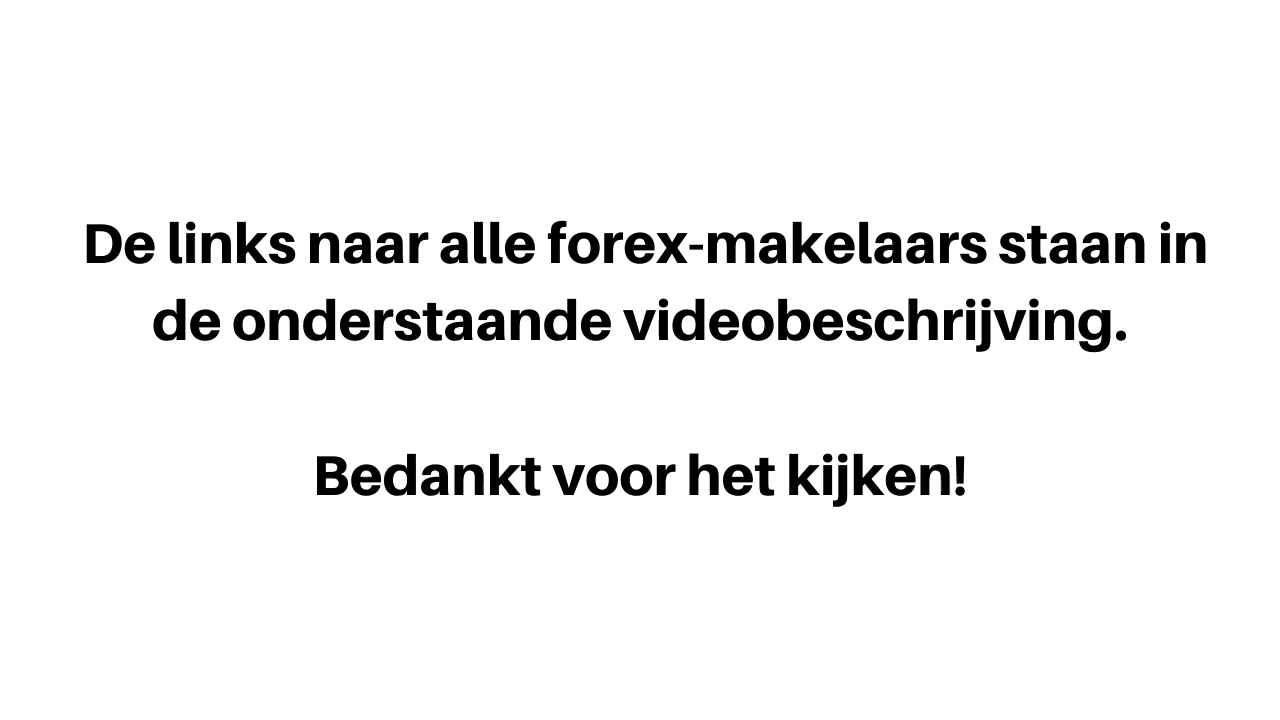 De links naar alle forex-makelaars staan in
de onderstaande videobeschrijving.
Bedankt voor het kijken!